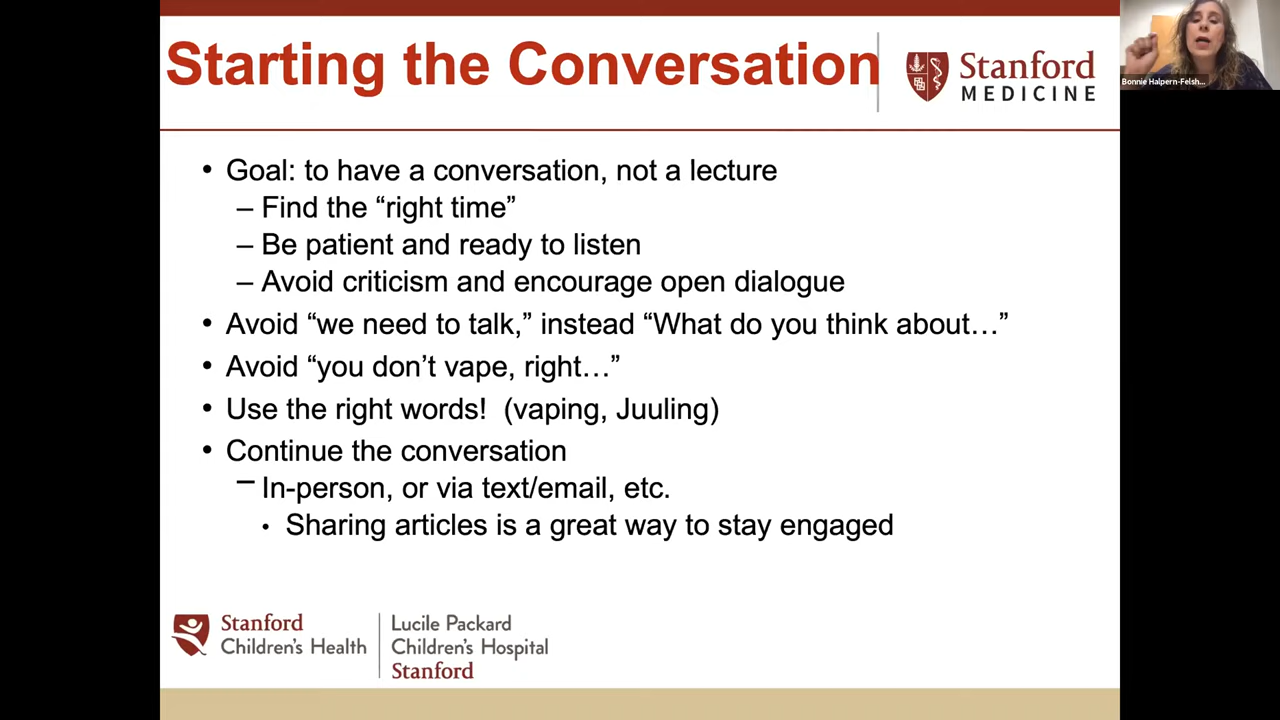 Starting the Conversation
Stanford
MEDICINE
Bonnie Halpern-Felsh...
• Goal: to have a conversation, not a lecture
– Find the “right time”
– Be patient and ready to listen
– Avoid criticism and encourage open dialogue
• Avoid “we need to talk,” instead “What do you think about…”
• Avoid “you don’t vape, right…”
• Use the right words!  (vaping, Juuling)
• Continue the conversation
– In-person, or via text/email, etc.
• Sharing articles is a great way to stay engaged
Stanford
Children’s Health
Lucile Packard
Children’s Hospital
Stanford